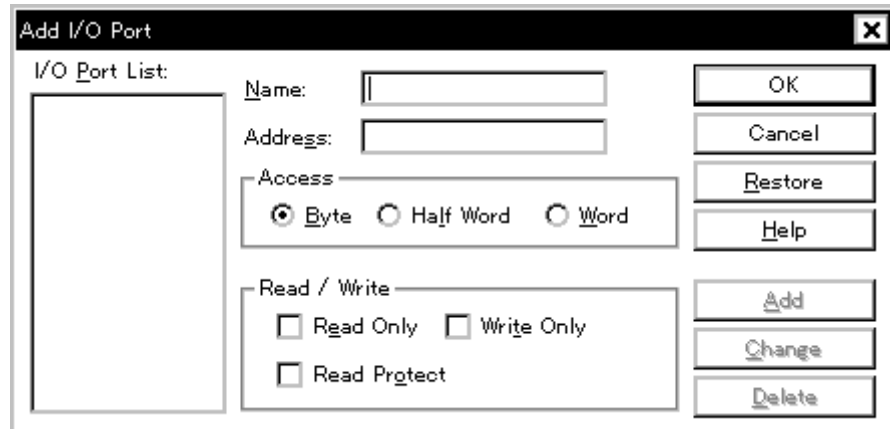 Add I/O Port
I/O Port List:
Name:
Address:
Access
Byte Half Word Word
Read / Write
Read Only Write Only
Read Protect
OK
Cancel
Restore
Help
Add
Change
Delete